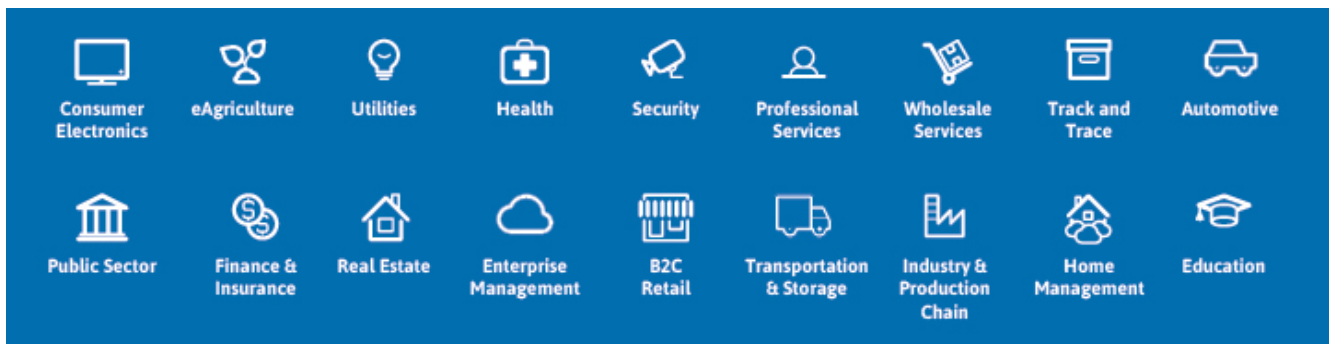 Consumer
Electronics
eAgriculture
Utilities
Health
Security
Professional
Services
Wholesale
Services
Track and
Trace
Automotive
Public Sector
Finance &
Insurance
Real Estate
Enterprise
Management
B2C
Retail
Transportation
& Storage
Industry &
Production
Chain
Home
Management
Education